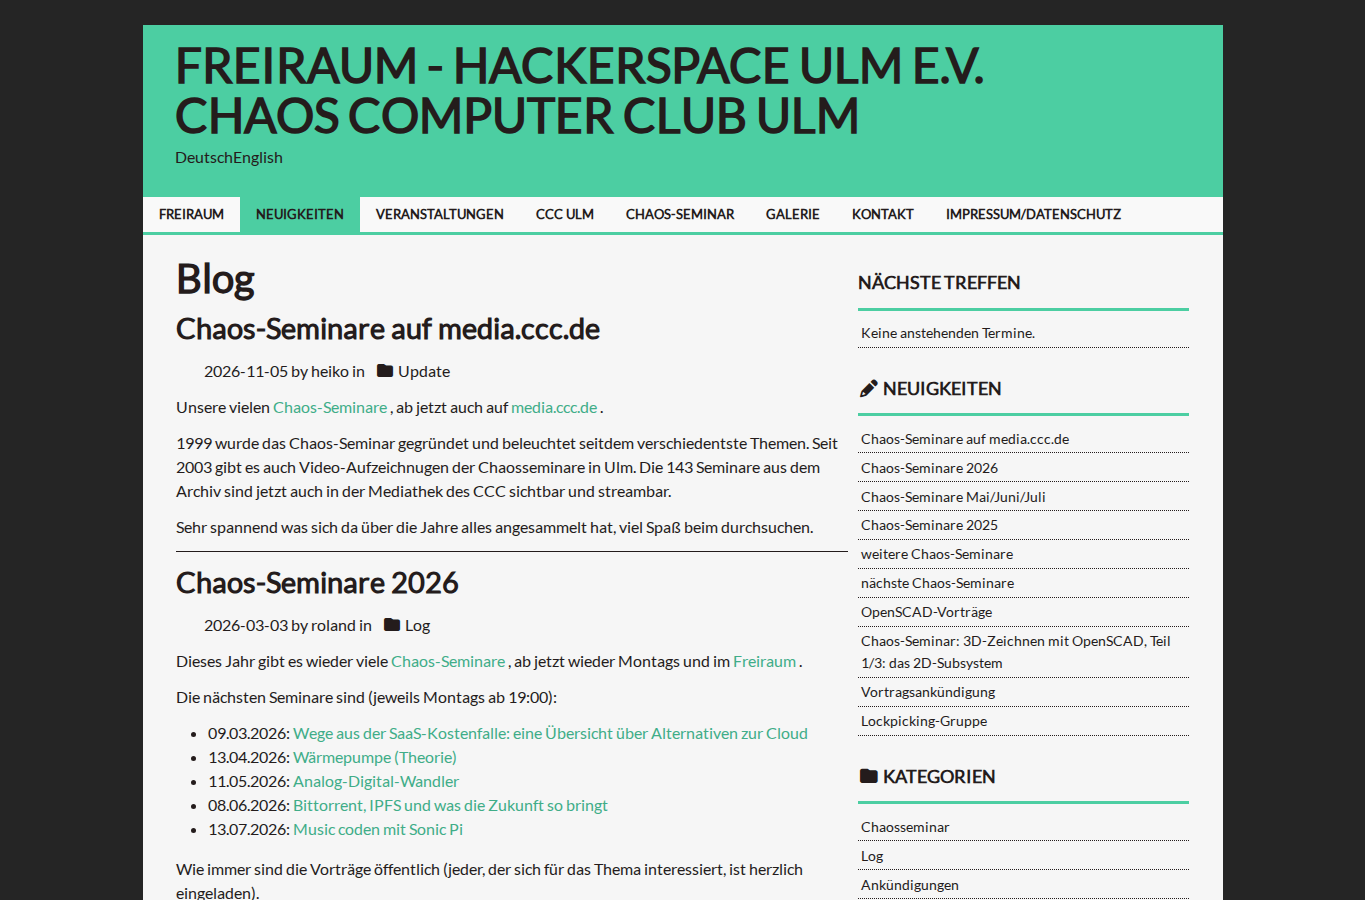 FREIRAUM - HACKERSPACE ULM E.V.
CHAOS COMPUTER CLUB ULM
DeutschEnglish
FREIRAUM NEUIGKEITEN VERANSTALTUNGEN CCC ULM CHAOS-SEMINAR GALERIE KONTAKT IMPRESSUM/DATENSCHUTZ
Blog
Chaos-Seminare auf media.ccc.de
2026-11-05 by heiko in Update
Unsere vielen Chaos-Seminare , ab jetzt auch auf media.ccc.de .
1999 wurde das Chaos-Seminar gegründet und beleuchtet seitdem verschiedentste Themen. Seit
2003 gibt es auch Video-Aufzeichnugen der Chaosseminare in Ulm. Die 143 Seminare aus dem
Archiv sind jetzt auch in der Mediathek des CCC sichtbar und streambar.
Sehr spannend was sich da über die Jahre alles angesammelt hat, viel Spaß beim durchsuchen.
Chaos-Seminare 2026
2026-03-03 by roland in Log
Dieses Jahr gibt es wieder viele Chaos-Seminare , ab jetzt wieder Montags und im Freiraum .
Die nächsten Seminare sind (jeweils Montags ab 19:00):
• 09.03.2026: Wege aus der SaaS-Kostenfalle: eine Übersicht über Alternativen zur Cloud
• 13.04.2026: Wärmepumpe (Theorie)
• 11.05.2026: Analog-Digital-Wandler
• 08.06.2026: Bittorrent, IPFS und was die Zukunft so bringt
• 13.07.2026: Music coden mit Sonic Pi
Wie immer sind die Vorträge öffentlich (jeder, der sich für das Thema interessiert, ist herzlich
eingeladen).
NÄCHSTE TREFFEN
Keine anstehenden Termine.
NEUIGKEITEN
Chaos-Seminare auf media.ccc.de
Chaos-Seminare 2026
Chaos-Seminare Mai/Juni/Juli
Chaos-Seminare 2025
weitere Chaos-Seminare
nächste Chaos-Seminare
OpenSCAD-Vorträge
Chaos-Seminar: 3D-Zeichnen mit OpenSCAD, Teil
1/3: das 2D-Subsystem
Vortragsankündigung
Lockpicking-Gruppe
KATEGORIEN
Chaosseminar
Log
Ankündigungen